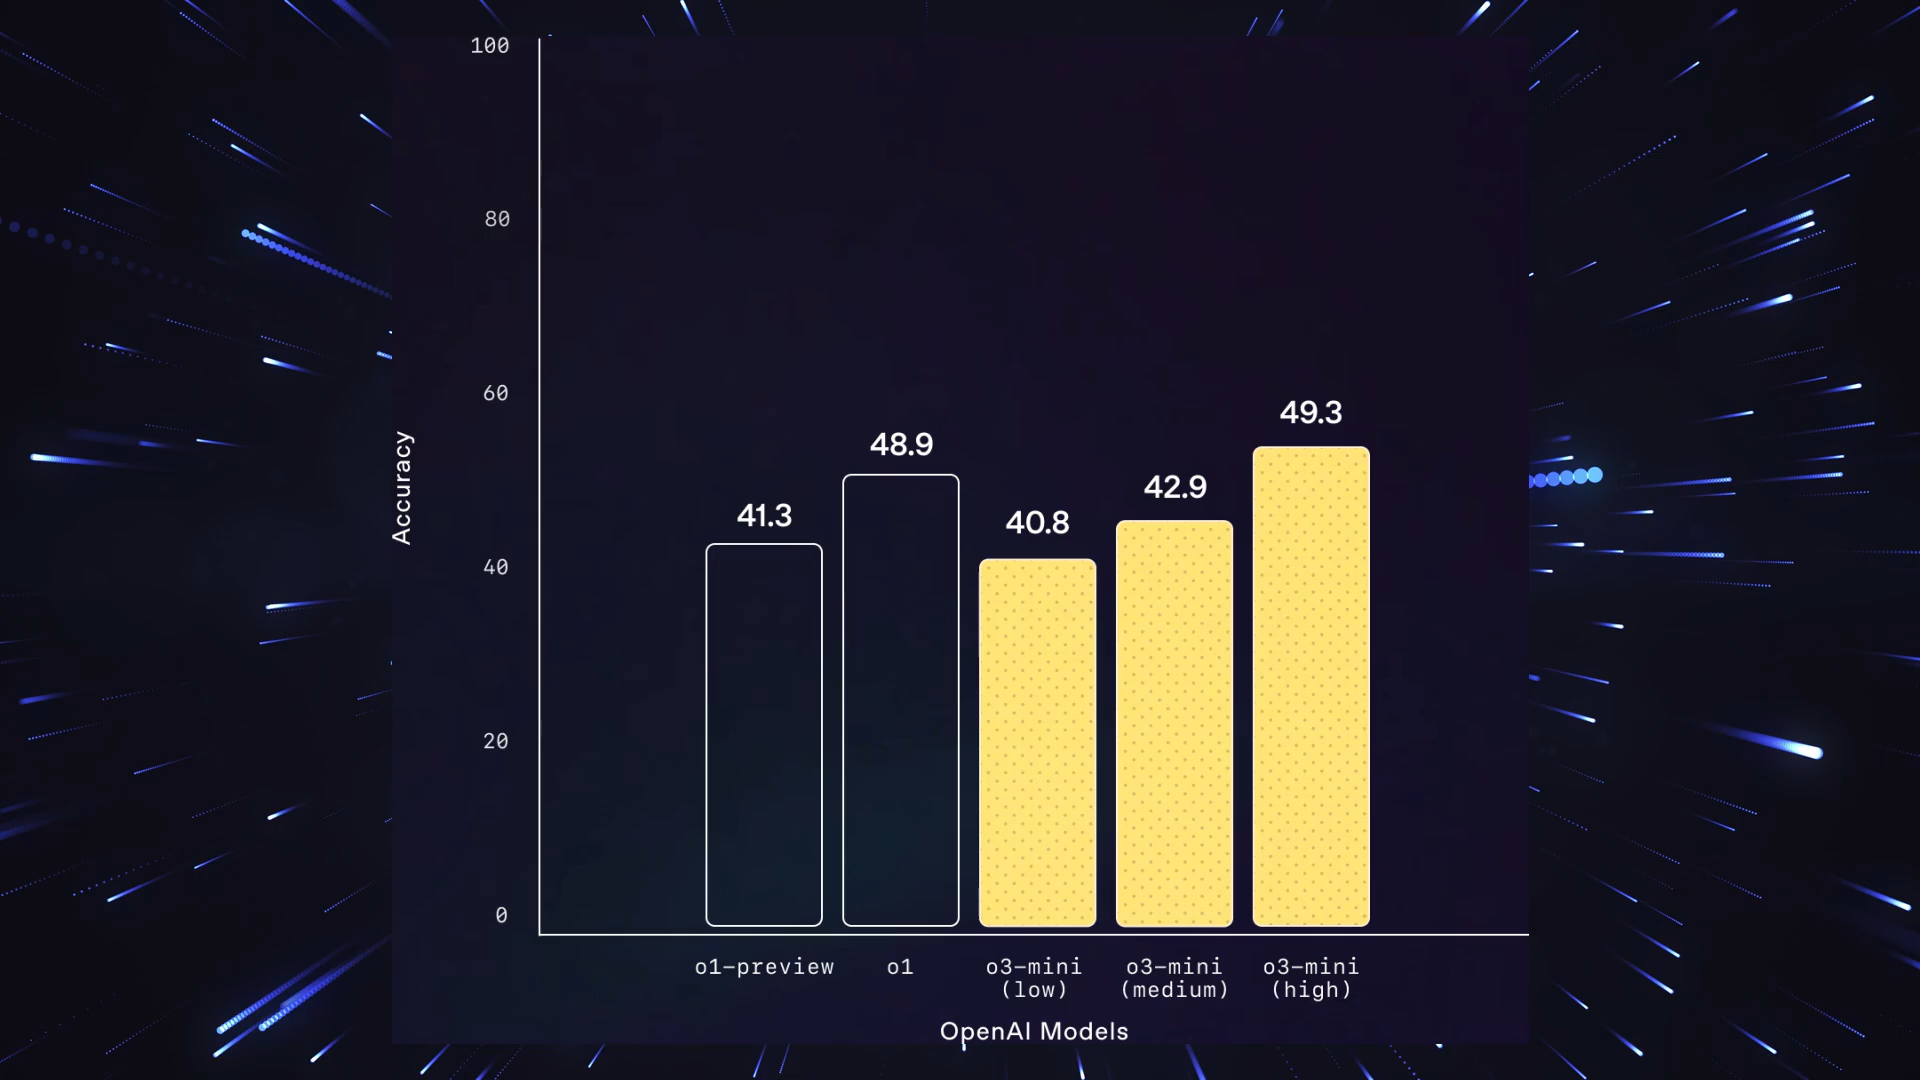 100
80
60
40
20
0
Accuracy
41.3
48.9
40.8
42.9
49.3
o1-preview
o1
o3-mini
(low)
o3-mini
(medium)
o3-mini
(high)
OpenAI Models